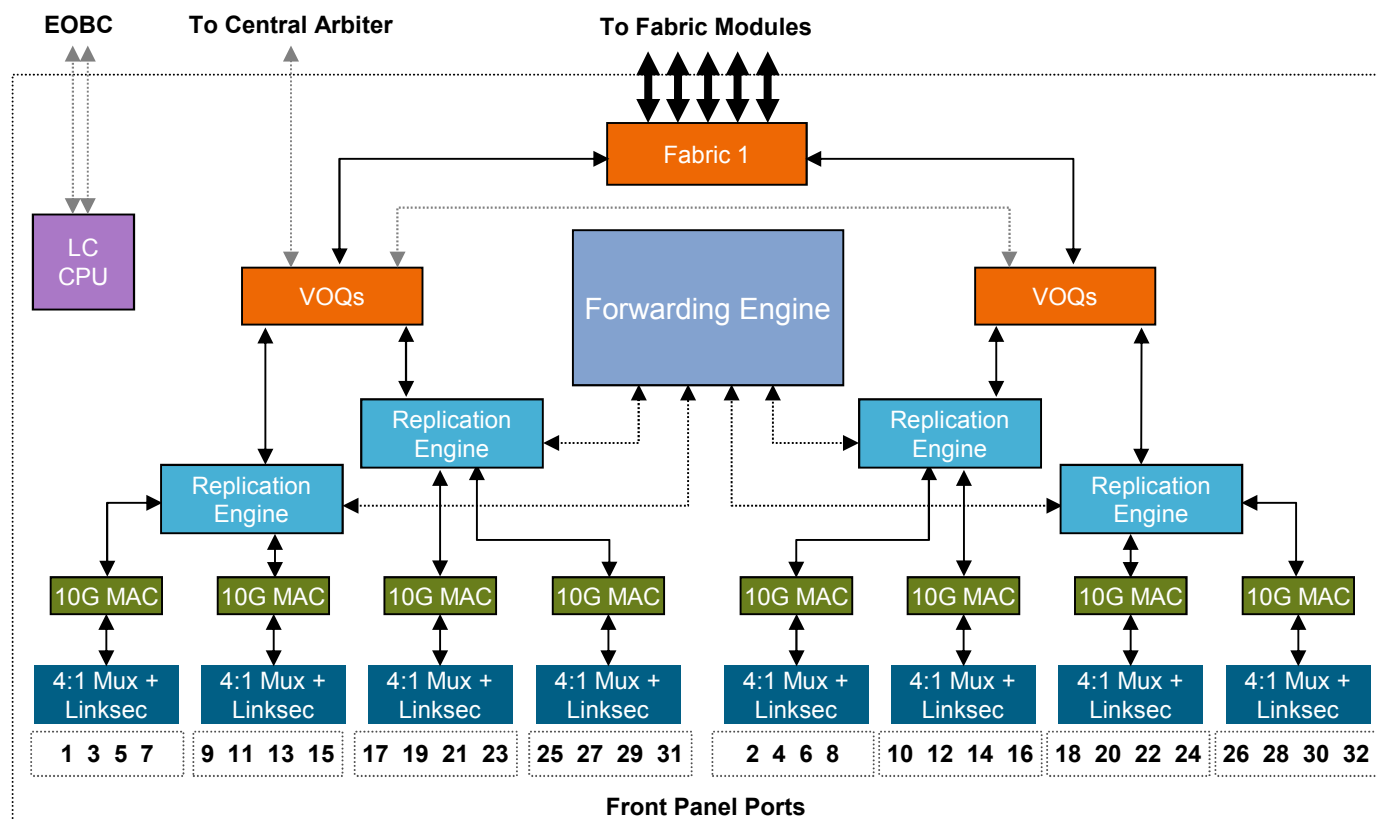 EOBC
To Central Arbiter
To Fabric Modules
Fabric 1
LC
CPU
VOQs
Forwarding Engine
VOQs
Replication
Engine
Replication
Engine
Replication
Engine
Replication
Engine
10G MAC
10G MAC
10G MAC
10G MAC
10G MAC
10G MAC
10G MAC
10G MAC
4:1 Mux +
Linksec
4:1 Mux +
Linksec
4:1 Mux +
Linksec
4:1 Mux +
Linksec
4:1 Mux +
Linksec
4:1 Mux +
Linksec
4:1 Mux +
Linksec
4:1 Mux +
Linksec
1 3 5 7
9 11 13 15
17 19 21 23
25 27 29 31
2 4 6 8
10 12 14 16
18 20 22 24
26 28 30 32
Front Panel Ports